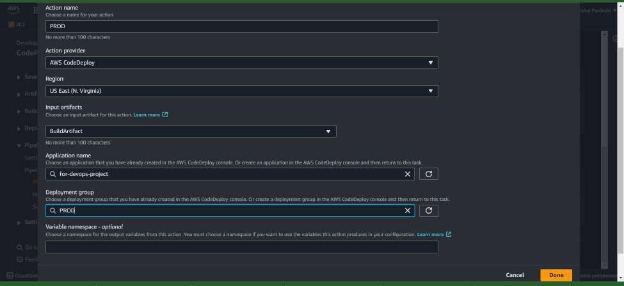 Action name
Choose a name for your action
PROD
No more than 100 characters
Action provider
AWS CodeDeploy
Region
US East (N. Virginia)
Input artifacts
Choose an input artifact for this action. Learn more
BuildArtifact
No more than 100 characters
Application name
Choose an application that you have already created in the AWS CodeDeploy console. Or create an application in the AWS CodeDeploy console and then return to this task.
for-devops-project
Deployment group
Choose a deployment group that you have already created in the AWS CodeDeploy console. Or create a deployment group in the AWS CodeDeploy console and then return to this task.
PROD
Variable namespace - optional
Choose a namespace for the output variables from this action. You must choose a namespace if you want to use the variables this action produces in your configuration. Learn more
Cancel
Done